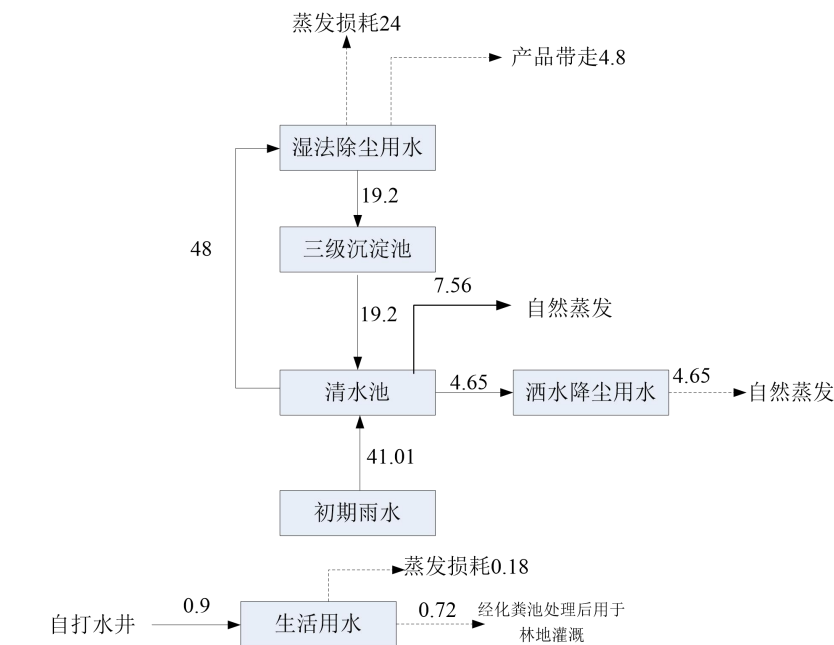 蒸发损耗24
产品带走4.8
湿法除尘用水
19.2
三级沉淀池
48
7.56
自然蒸发
19.2
清水池
4.65
洒水降尘用水
4.65
自然蒸发
41.01
初期雨水
蒸发损耗0.18
自打水井
0.9
生活用水
0.72
经化粪池处理后用于
林地灌溉